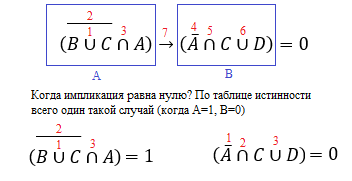 2
1 3 7 4 5 6
(B̅ ̅∪̅ ̅C̅ ∩ A) → (Ā ∩ C ∪ D) = 0
А В
Когда импликация равна нулю? По таблице истинности
всего один такой случай (когда А=1, В=0)
2
1 3 1 2 3
(B̅ ̅∪̅ ̅C̅ ∩ A) = 1 (Ā ∩ C ∪ D) = 0